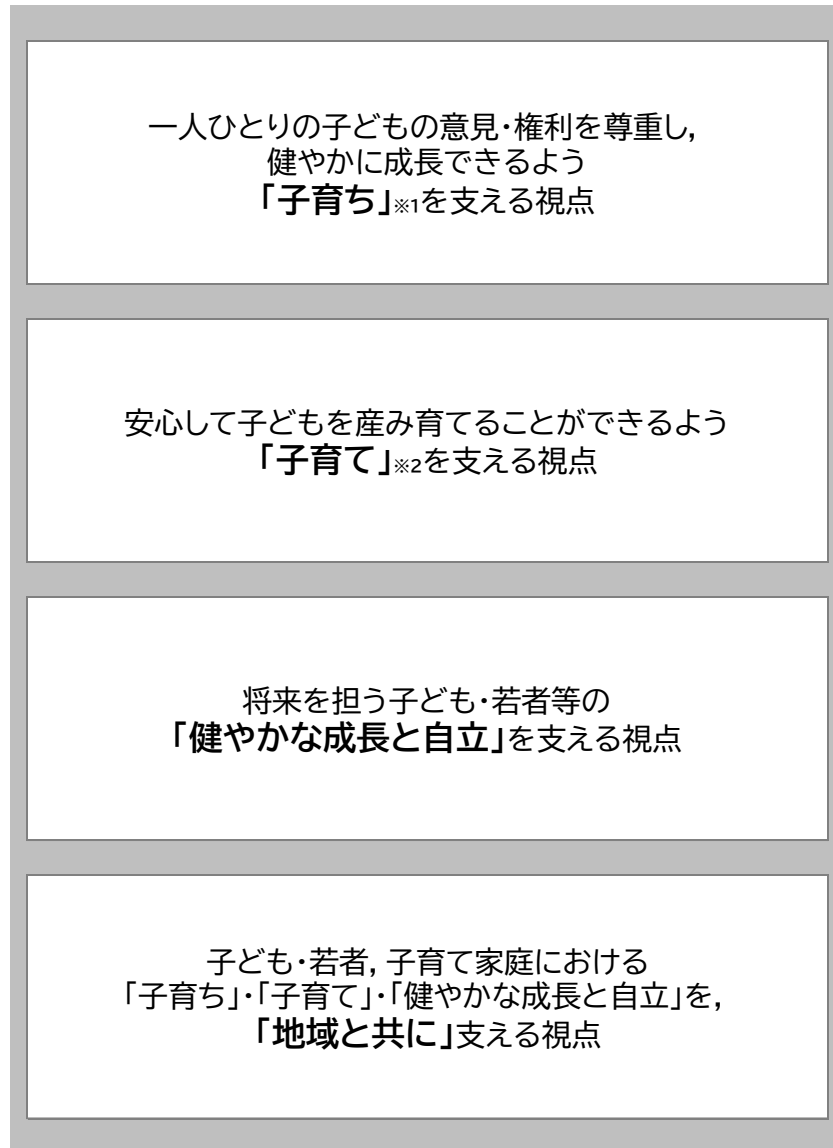 一人ひとりの子どもの意見・権利を尊重し,
健やかに成長できるよう
「子育ち」※1を支える視点
安心して子どもを産み育てることができるよう
「子育て」※2を支える視点
将来を担う子ども・若者等の
「健やかな成長と自立」を支える視点
子ども・若者, 子育て家庭における
「子育ち」・「子育て」・「健やかな成長と自立」を,
「地域と共に」支える視点